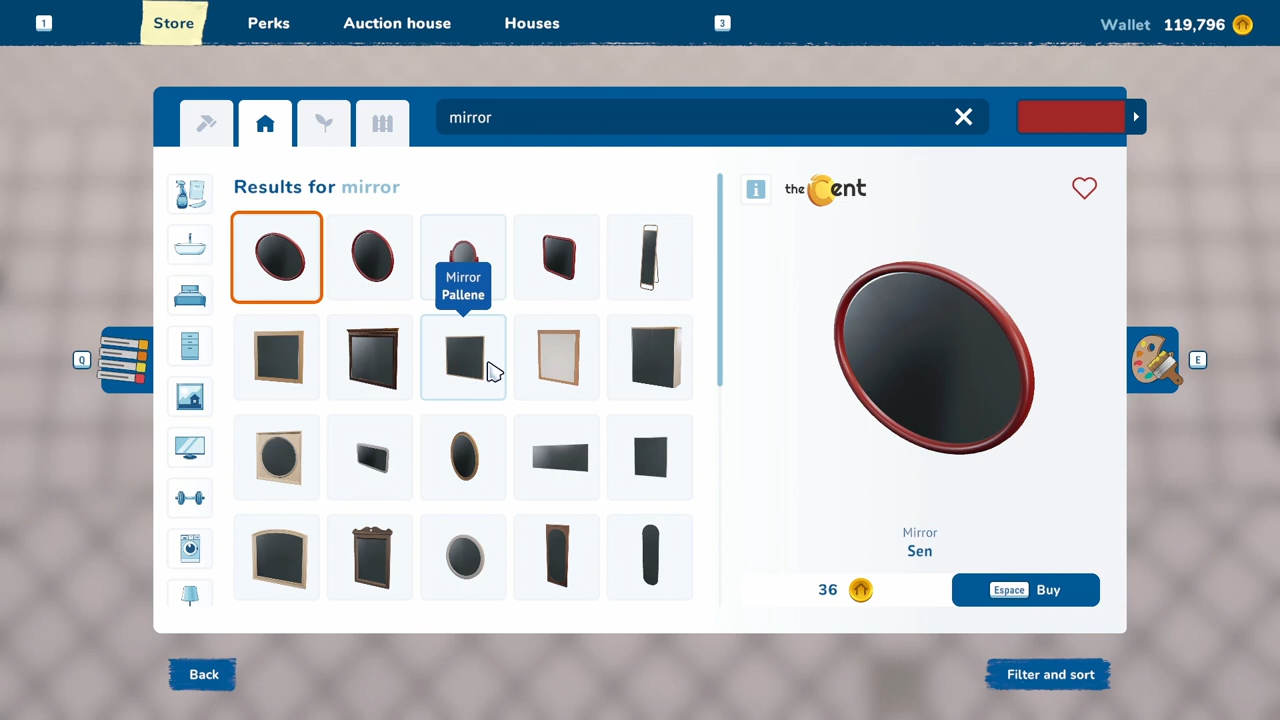 1
Store
Perks
Auction house
Houses
3
Wallet 119,796
mirror
Results for mirror
i
the Cent
Mirror
Pallene
Q
E
Mirror
Sen
36
Espace Buy
Back
Filter and sort